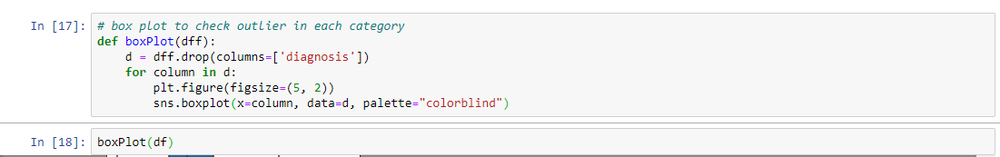 In [17]: # box plot to check outlier in each category
def boxPlot(dff):
    d = dff.drop(columns=['diagnosis'])
    for column in d:
        plt.figure(figsize=(5, 2))
        sns.boxplot(x=column, data=d, palette="colorblind")
In [18]: boxPlot(df)